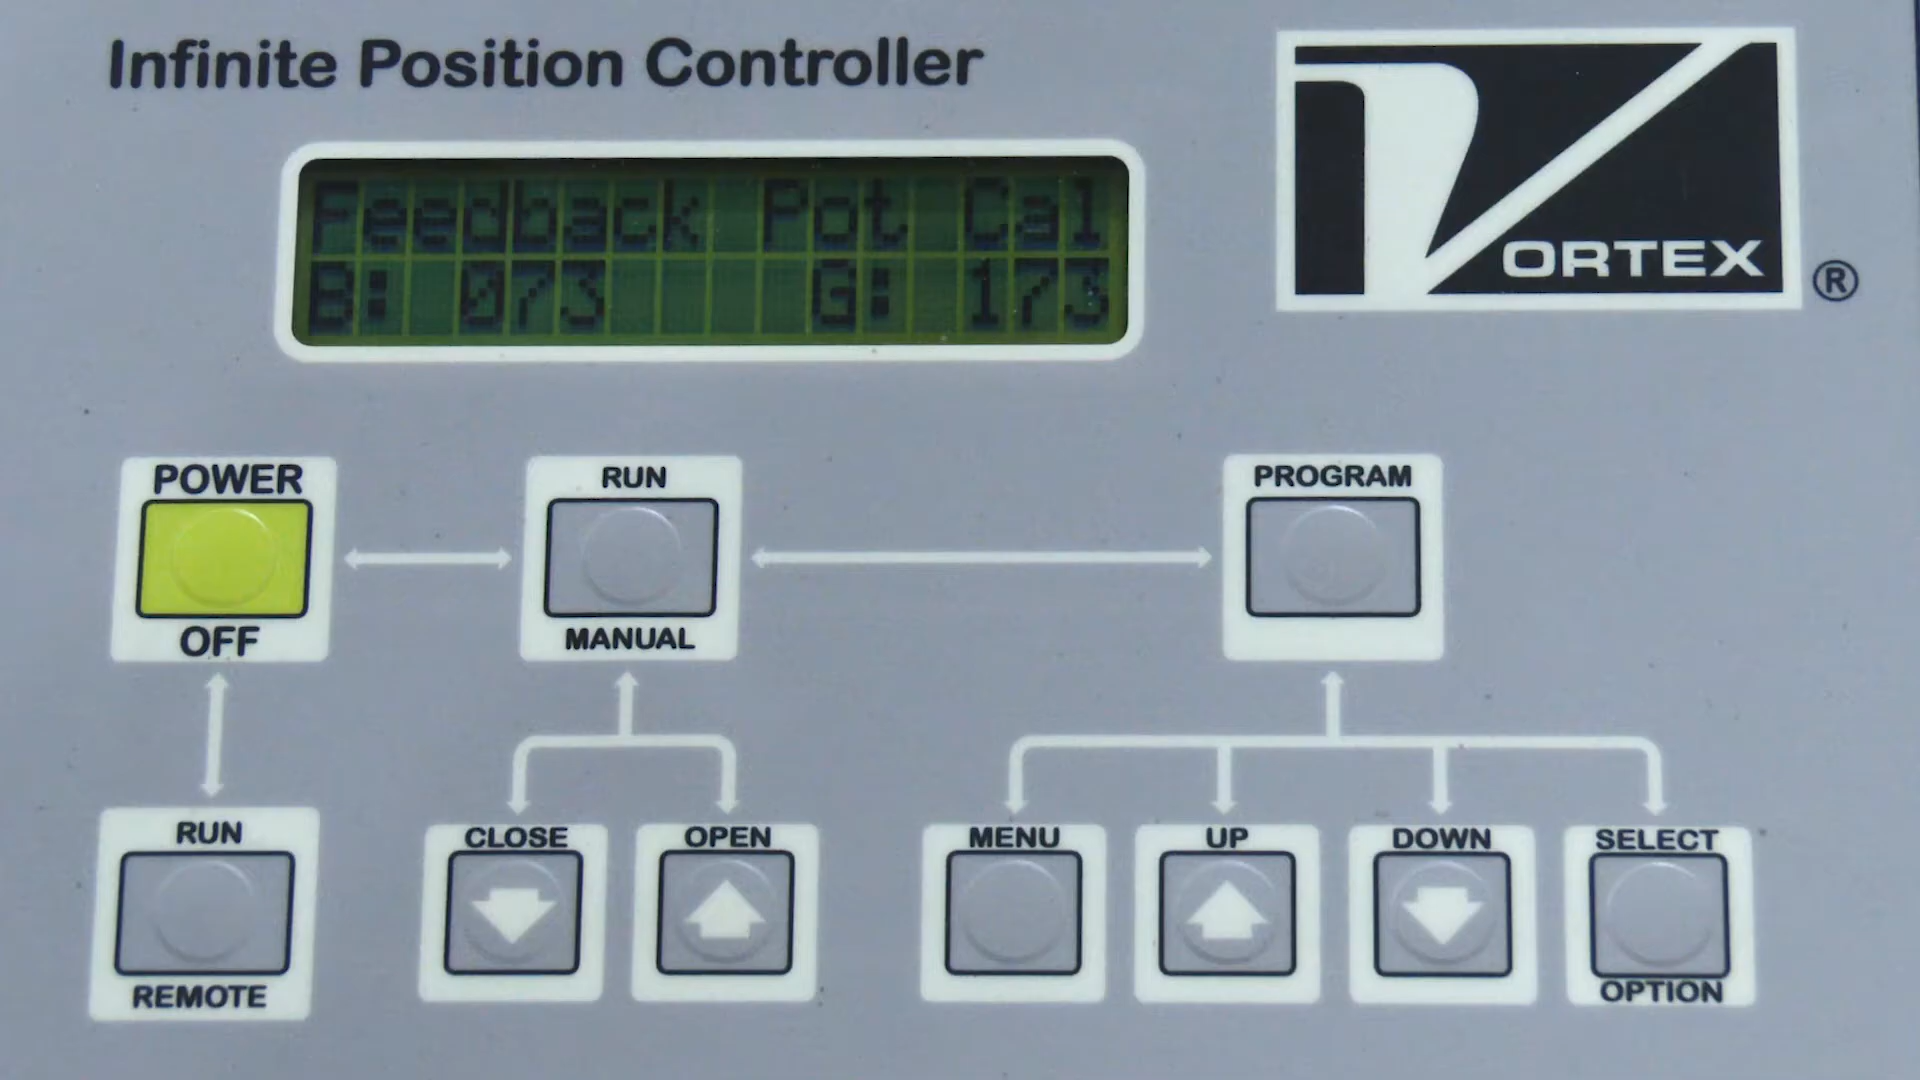 Infinite Position Controller
VORTEX ®
Feedback Pot Cal
B: 073 G: 173
POWER
OFF
RUN
MANUAL
PROGRAM
RUN
REMOTE
CLOSE
OPEN
MENU
UP
DOWN
SELECT
OPTION